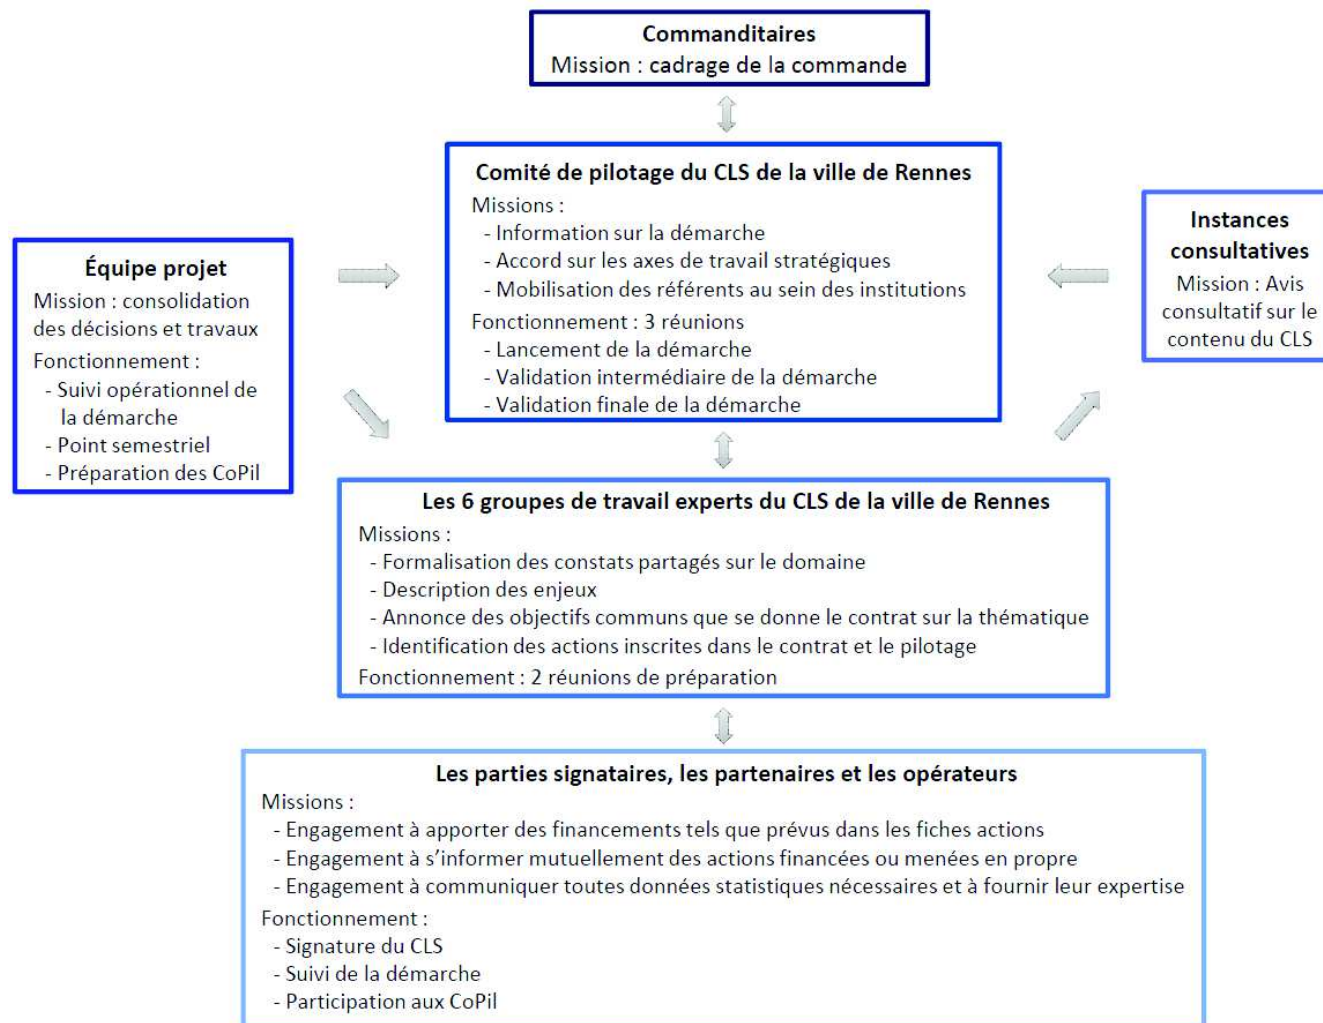 Commanditaires
Mission : cadrage de la commande
Comité de pilotage du CLS de la ville de Rennes
Missions :
- Information sur la démarche
- Accord sur les axes de travail stratégiques
- Mobilisation des référents au sein des institutions
Fonctionnement : 3 réunions
- Lancement de la démarche
- Validation intermédiaire de la démarche
- Validation finale de la démarche
Équipe projet
Mission : consolidation
des décisions et travaux
Fonctionnement :
- Suivi opérationnel de
la démarche
- Point semestriel
- Préparation des CoPil
Instances
consultatives
Mission : Avis
consultatif sur le
contenu du CLS
Les 6 groupes de travail experts du CLS de la ville de Rennes
Missions :
- Formalisation des constats partagés sur le domaine
- Description des enjeux
- Annonce des objectifs communs que se donne le contrat sur la thématique
- Identification des actions inscrites dans le contrat et le pilotage
Fonctionnement : 2 réunions de préparation
Les parties signataires, les partenaires et les opérateurs
Missions :
- Engagement à apporter des financements tels que prévus dans les fiches actions
- Engagement à s’informer mutuellement des actions financées ou menées en propre
- Engagement à communiquer toutes données statistiques nécessaires et à fournir leur expertise
Fonctionnement :
- Signature du CLS
- Suivi de la démarche
- Participation aux CoPil